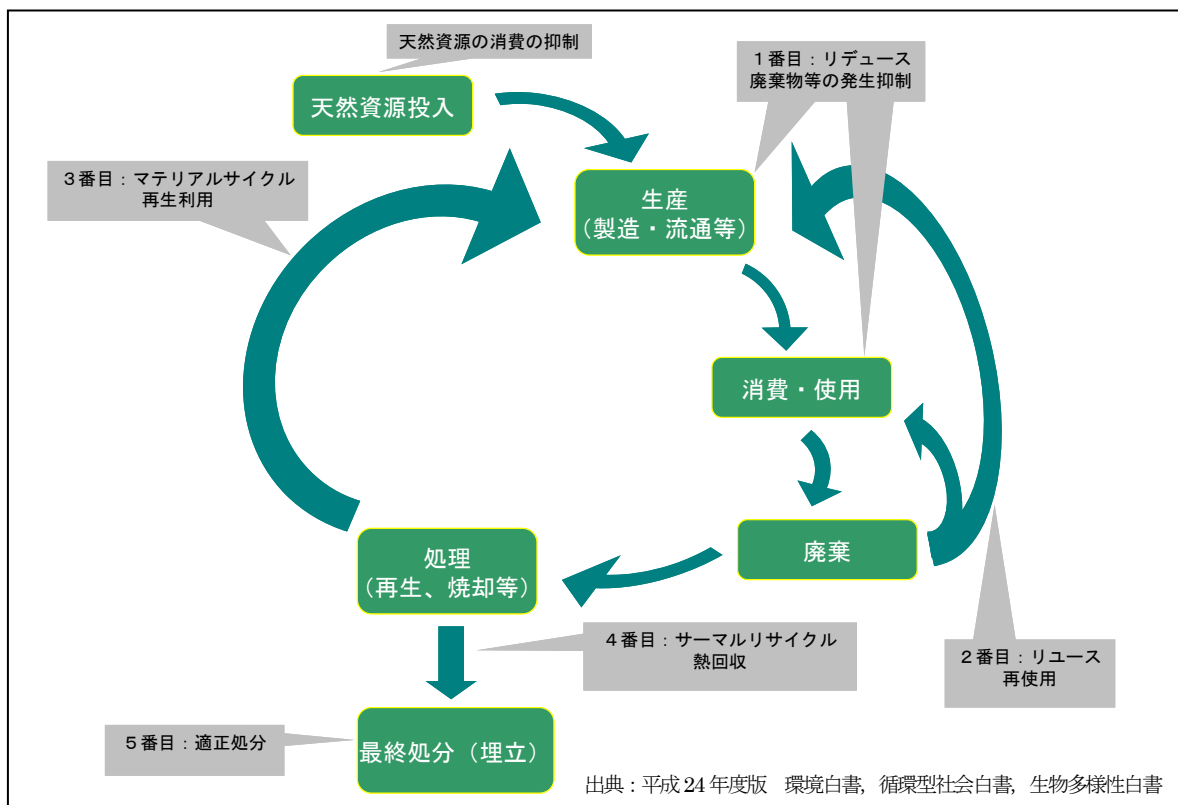 天然資源の消費の抑制
１番目：リデュース
廃棄物等の発生抑制
天然資源投入
３番目：マテリアルサイクル
再生利用
生産
（製造・流通等）
消費・使用
廃棄
処理
（再生、焼却等）
４番目：サーマルリサイクル
熱回収
２番目：リユース
再使用
５番目：適正処分
最終処分（埋立）
出典：平成 24 年度版　環境白書, 循環型社会白書, 生物多様性白書